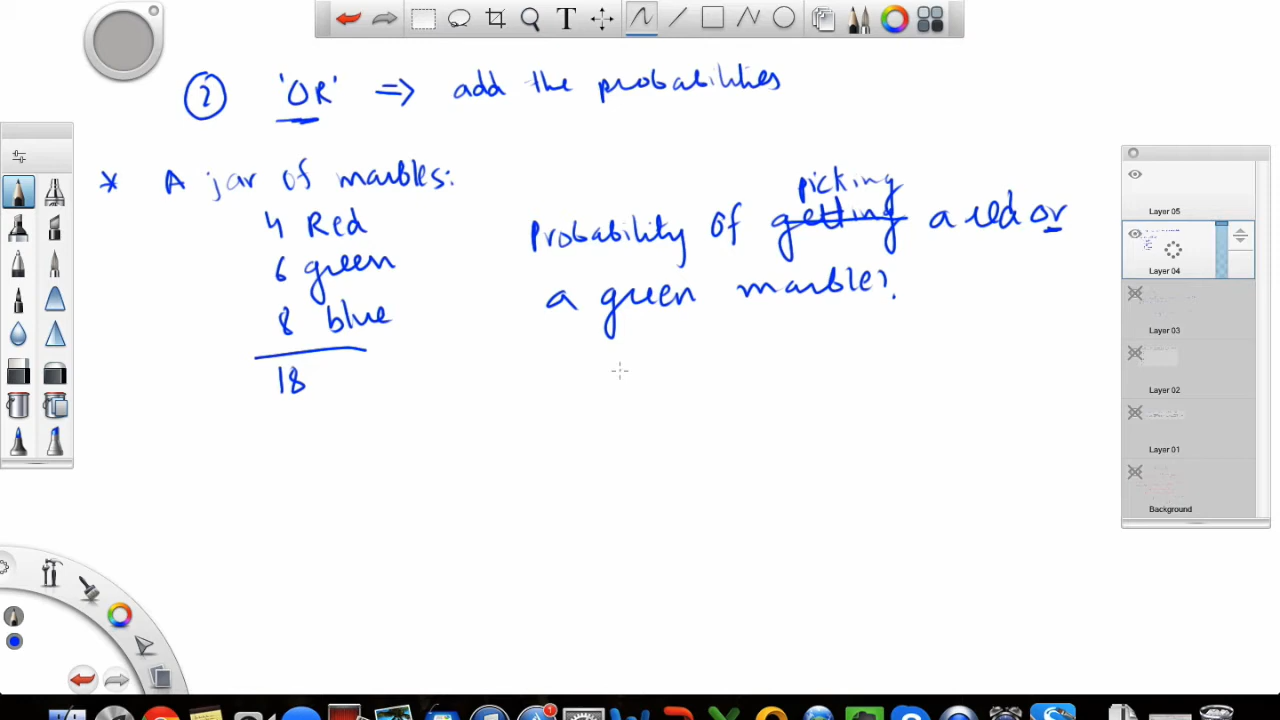 ② 'OR' => add the probabilities
* A jar of marbles:
4 Red
6 green
8 blue
18
picking
Probability of getting a red or
a green marble?
T
Layer 05
Layer 04
Layer 03
Layer 02
Layer 01
Background
1